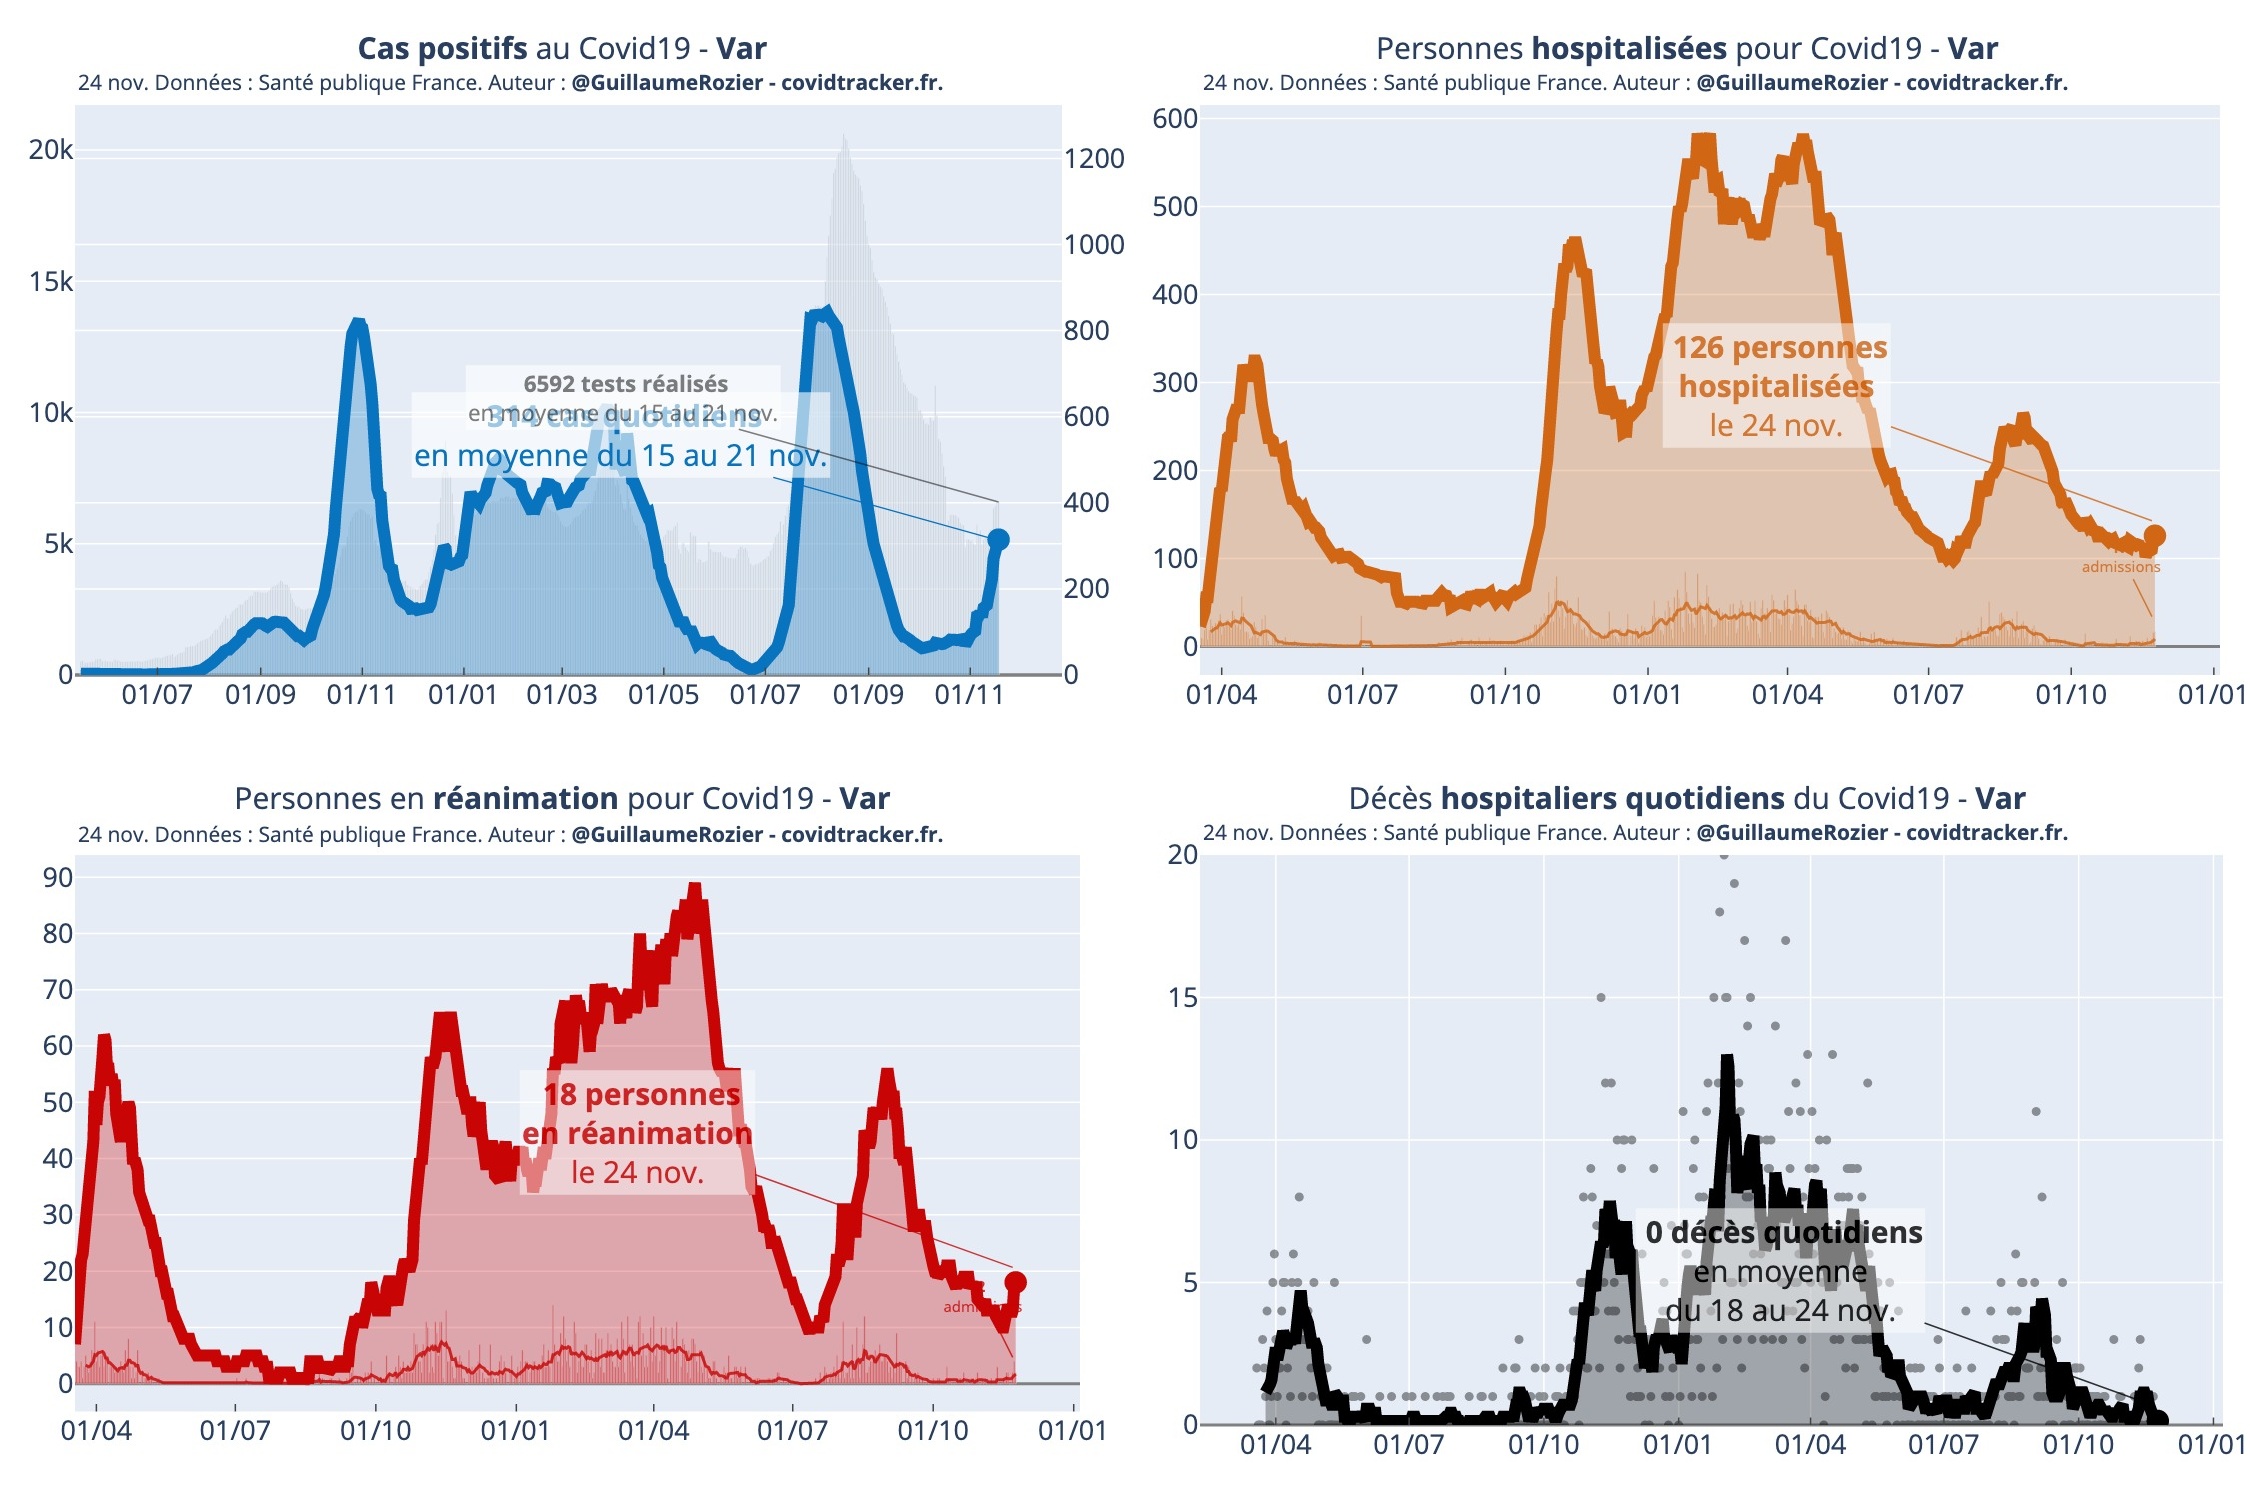 Cas positifs au Covid19 - Var
24 nov. Données : Santé publique France. Auteur : @GuillaumeRozier - covidtracker.fr.
20k
15k
10k
5k
0
1200
1000
800
600
400
200
0
6592 tests réalisés
en moyenne du 15 au 21 nov.
314 cas quotidiens
en moyenne du 15 au 21 nov.
01/07 01/09 01/11 01/01 01/03 01/05 01/07 01/09 01/11
Personnes hospitalisées pour Covid19 - Var
24 nov. Données : Santé publique France. Auteur : @GuillaumeRozier - covidtracker.fr.
600
500
400
300
200
100
0
126 personnes
hospitalisées
le 24 nov.
admissions
01/04 01/07 01/10 01/01 01/04 01/07 01/10 01/01
Personnes en réanimation pour Covid19 - Var
24 nov. Données : Santé publique France. Auteur : @GuillaumeRozier - covidtracker.fr.
90
80
70
60
50
40
30
20
10
0
18 personnes
en réanimation
le 24 nov.
admissions
01/04 01/07 01/10 01/01 01/04 01/07 01/10 01/01
Décès hospitaliers quotidiens du Covid19 - Var
24 nov. Données : Santé publique France. Auteur : @GuillaumeRozier - covidtracker.fr.
20
15
10
5
0
0 décès quotidiens
en moyenne
du 18 au 24 nov.
01/04 01/07 01/10 01/01 01/04 01/07 01/10 01/01